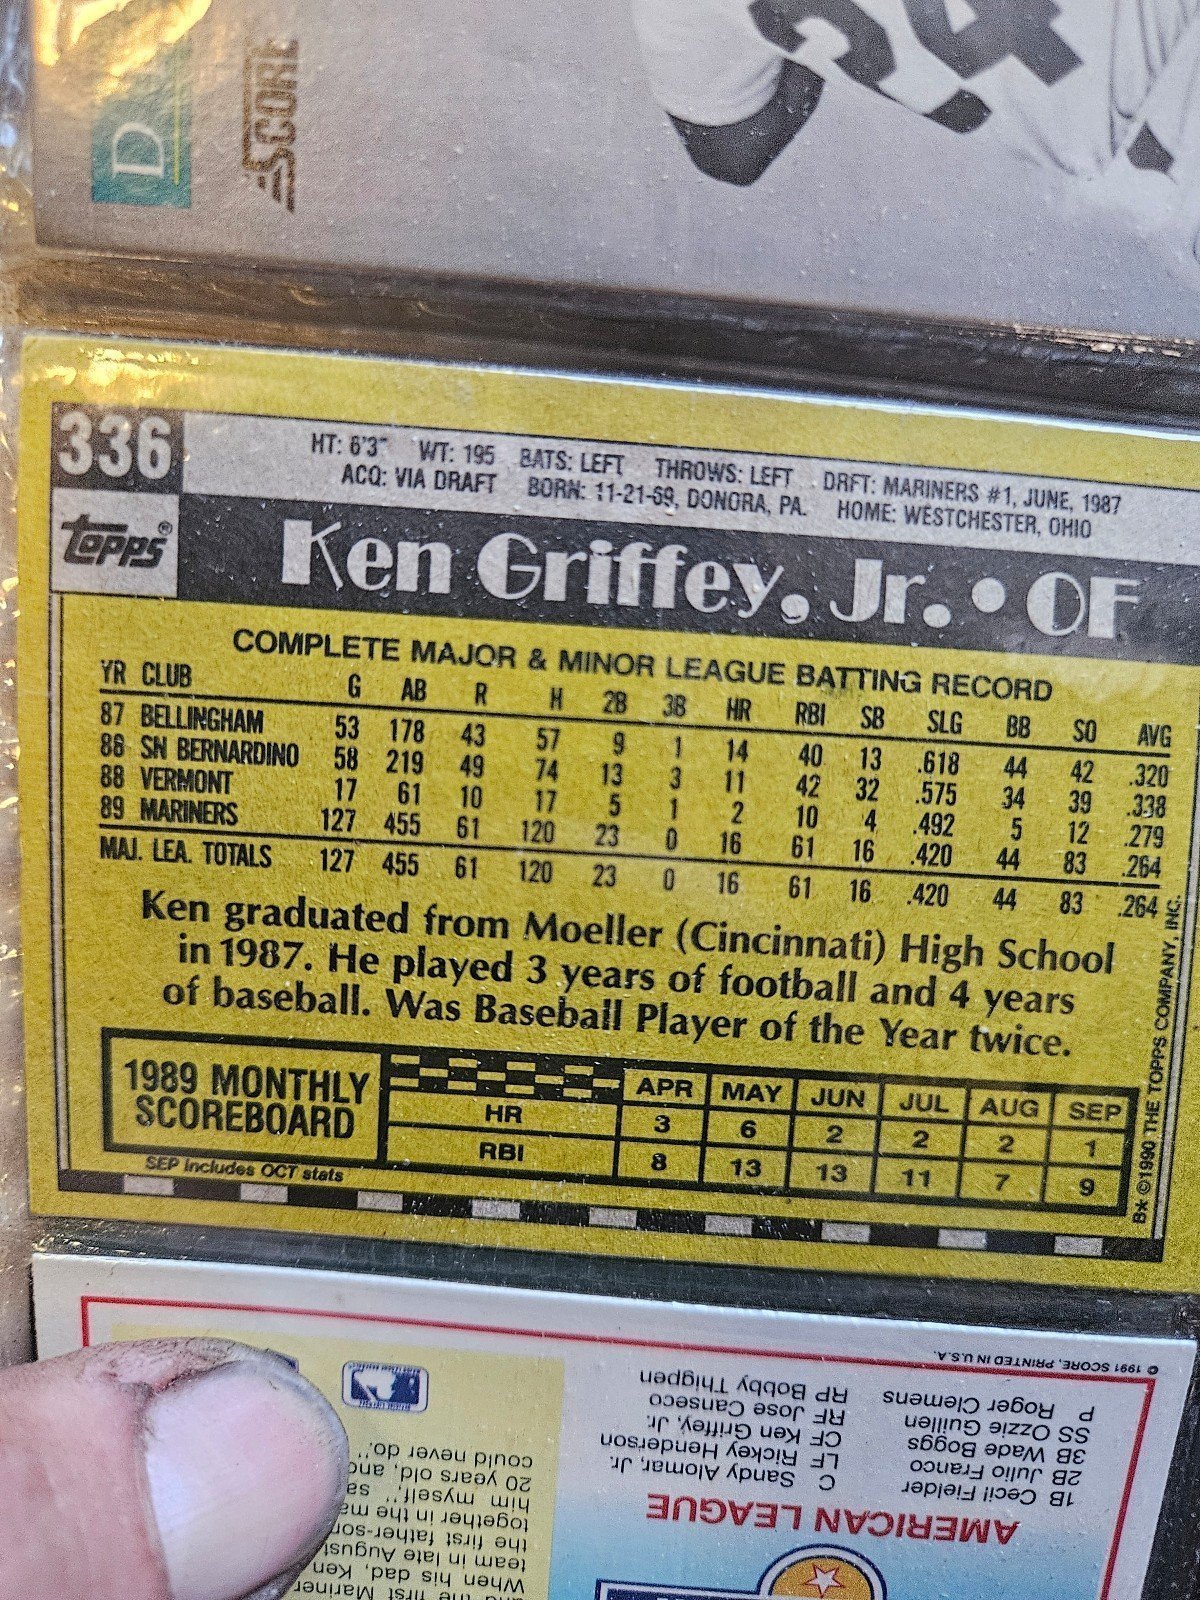 D
SCORE
24
336
HT: 6'3" WT: 195 BATS: LEFT THROWS: LEFT DRFT: MARINERS #1, JUNE, 1987
ACQ: VIA DRAFT BORN: 11-21-69, DONORA, PA. HOME: WESTCHESTER, OHIO
topps®
Ken Griffey, Jr. • OF
COMPLETE MAJOR & MINOR LEAGUE BATTING RECORD
YR CLUB G AB R H 2B 3B HR RBI SB SLG BB SO AVG
87 BELLINGHAM 53 178 43 57 9 1 14 40 13 .618 44 42 .320
88 SN BERNARDINO 58 219 49 74 13 3 11 42 32 .575 34 39 .338
88 VERMONT 17 61 10 17 5 1 2 10 4 .492 5 12 .279
89 MARINERS 127 455 61 120 23 0 16 61 16 .420 44 83 .264
MAJ. LEA. TOTALS 127 455 61 120 23 0 16 61 16 .420 44 83 .264
Ken graduated from Moeller (Cincinnati) High School
in 1987. He played 3 years of football and 4 years
of baseball. Was Baseball Player of the Year twice.
1989 MONTHLY
SCOREBOARD
APR MAY JUN JUL AUG SEP
HR 3 6 2 2 2 1
RBI 8 13 13 11 7 9
SEP includes OCT stats
B* ©1990 THE TOPPS COMPANY, INC.
AMERICAN LEAGUE
1B Cecil Fielder C Sandy Alomar, Jr.
2B Julio Franco LF Rickey Henderson
3B Wade Boggs CF Ken Griffey, Jr.
SS Ozzie Guillen RF Jose Canseco
P Roger Clemens RP Bobby Thigpen
© 1991 SCORE, PRINTED IN U.S.A.
and the first
Mariner
When his dad, Ken
team in late August
the first father-son
together in the
him myself,"
20 years old, and
could never do."